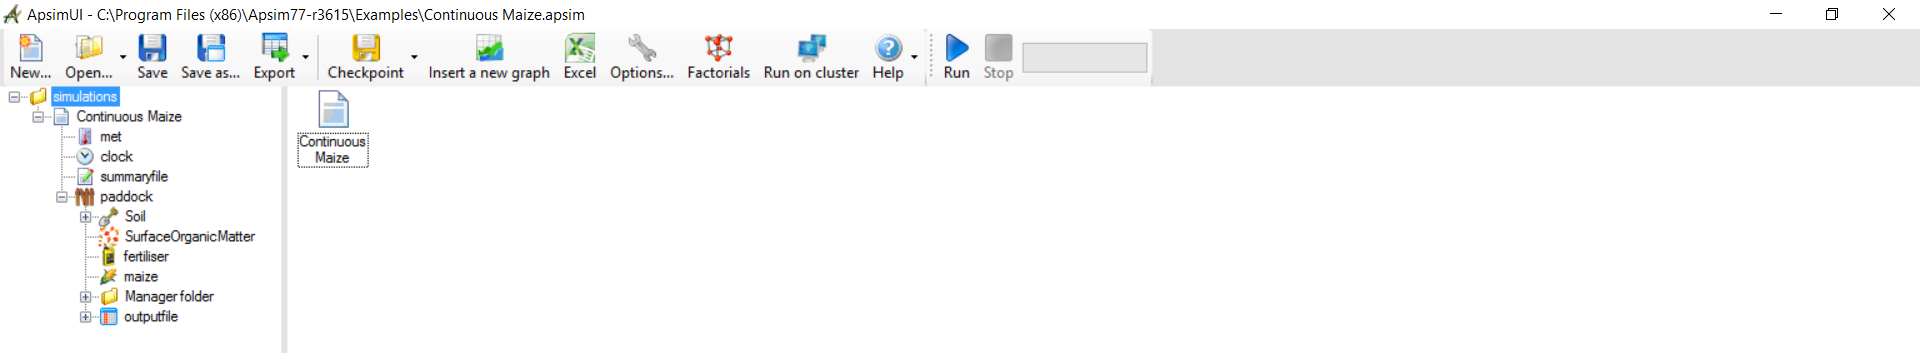 ApsimUI - C:\Program Files (x86)\Apsim77-r3615\Examples\Continuous Maize.apsim
New... Open... Save Save as... Export Checkpoint Insert a new graph Excel Options... Factorials Run on cluster Help Run Stop
simulations
Continuous Maize
met
clock
summaryfile
paddock
Soil
SurfaceOrganicMatter
fertiliser
maize
Manager folder
outputfile
Continuous
Maize